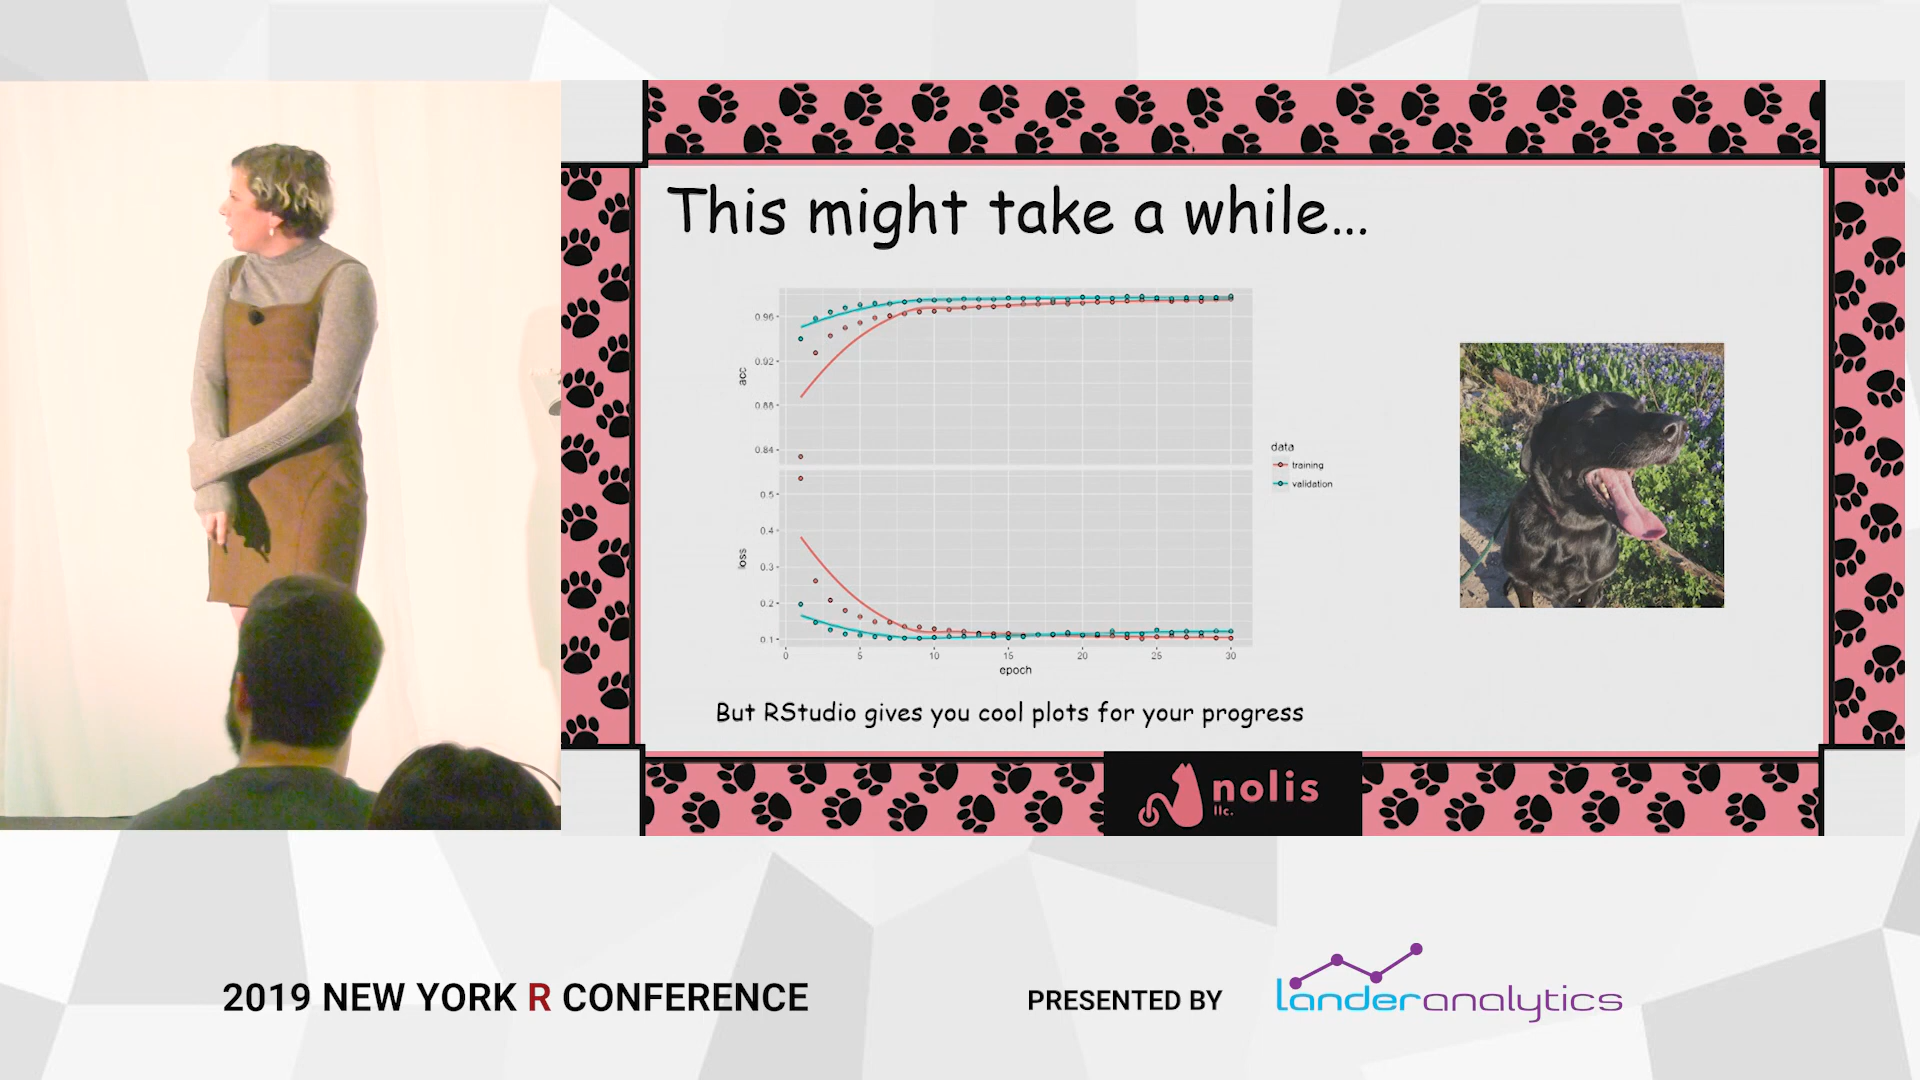 This might take a while...
0.96
0.92
acc
0.88
0.84
0.5
0.4
loss
0.3
0.2
0.1
0 5 10 15 20 25 30
epoch
data
training
validation
But RStudio gives you cool plots for your progress
nolis
llc.
2019 NEW YORK R CONFERENCE
PRESENTED BY
landeranalytics